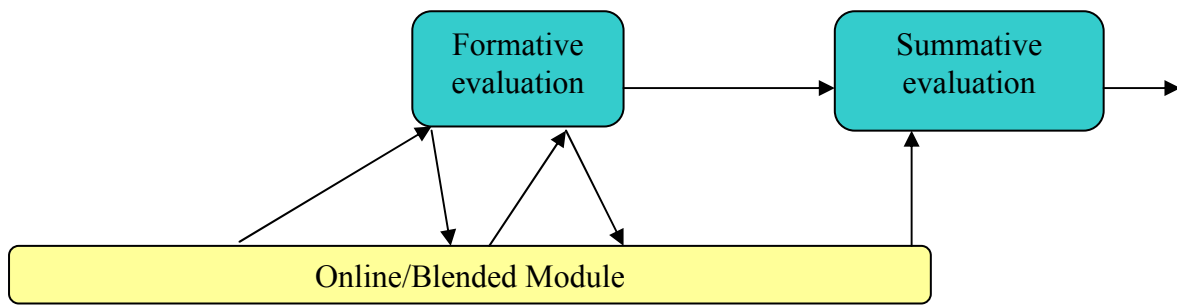 Formative
evaluation
Summative
evaluation
Online/Blended Module